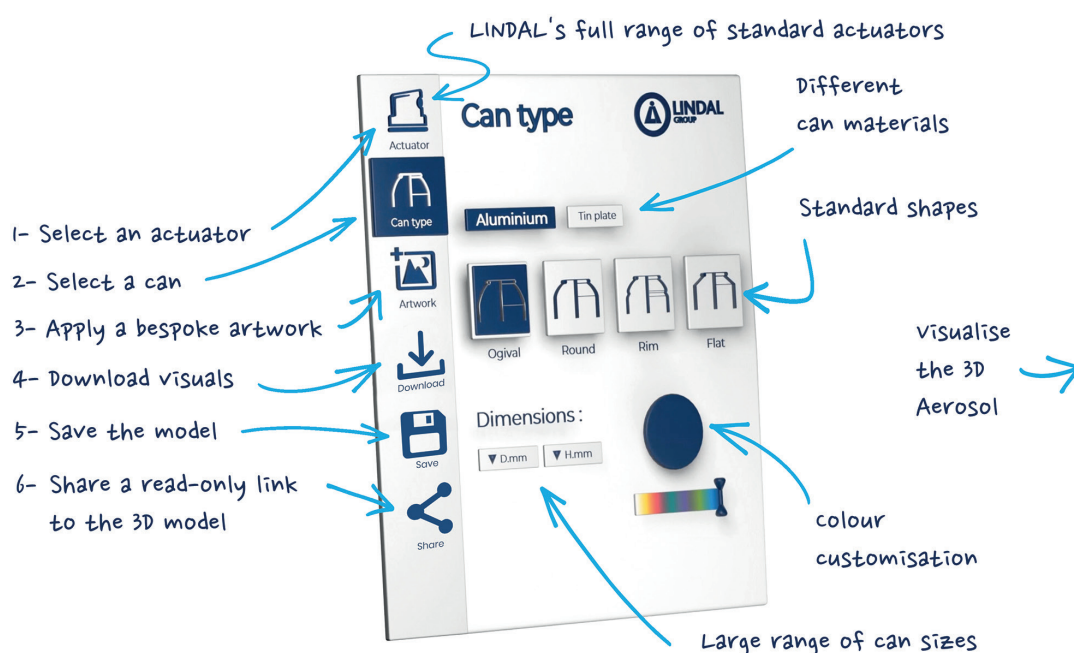 LINDAL's full range of standard actuators
Different
can materials
Standard shapes
visualise
the 3D
Aerosol
colour
customisation
Large range of can sizes
1- Select an actuator
2- Select a can
3- Apply a bespoke artwork
4- Download visuals
5- Save the model
6- Share a read-only link
to the 3D model
Actuator
Can type
Artwork
Download
Save
Share
Can type
LINDAL
GROUP
Aluminium
Tin plate
Ogival
Round
Rim
Flat
Dimensions :
▼ D.mm
▼ H.mm